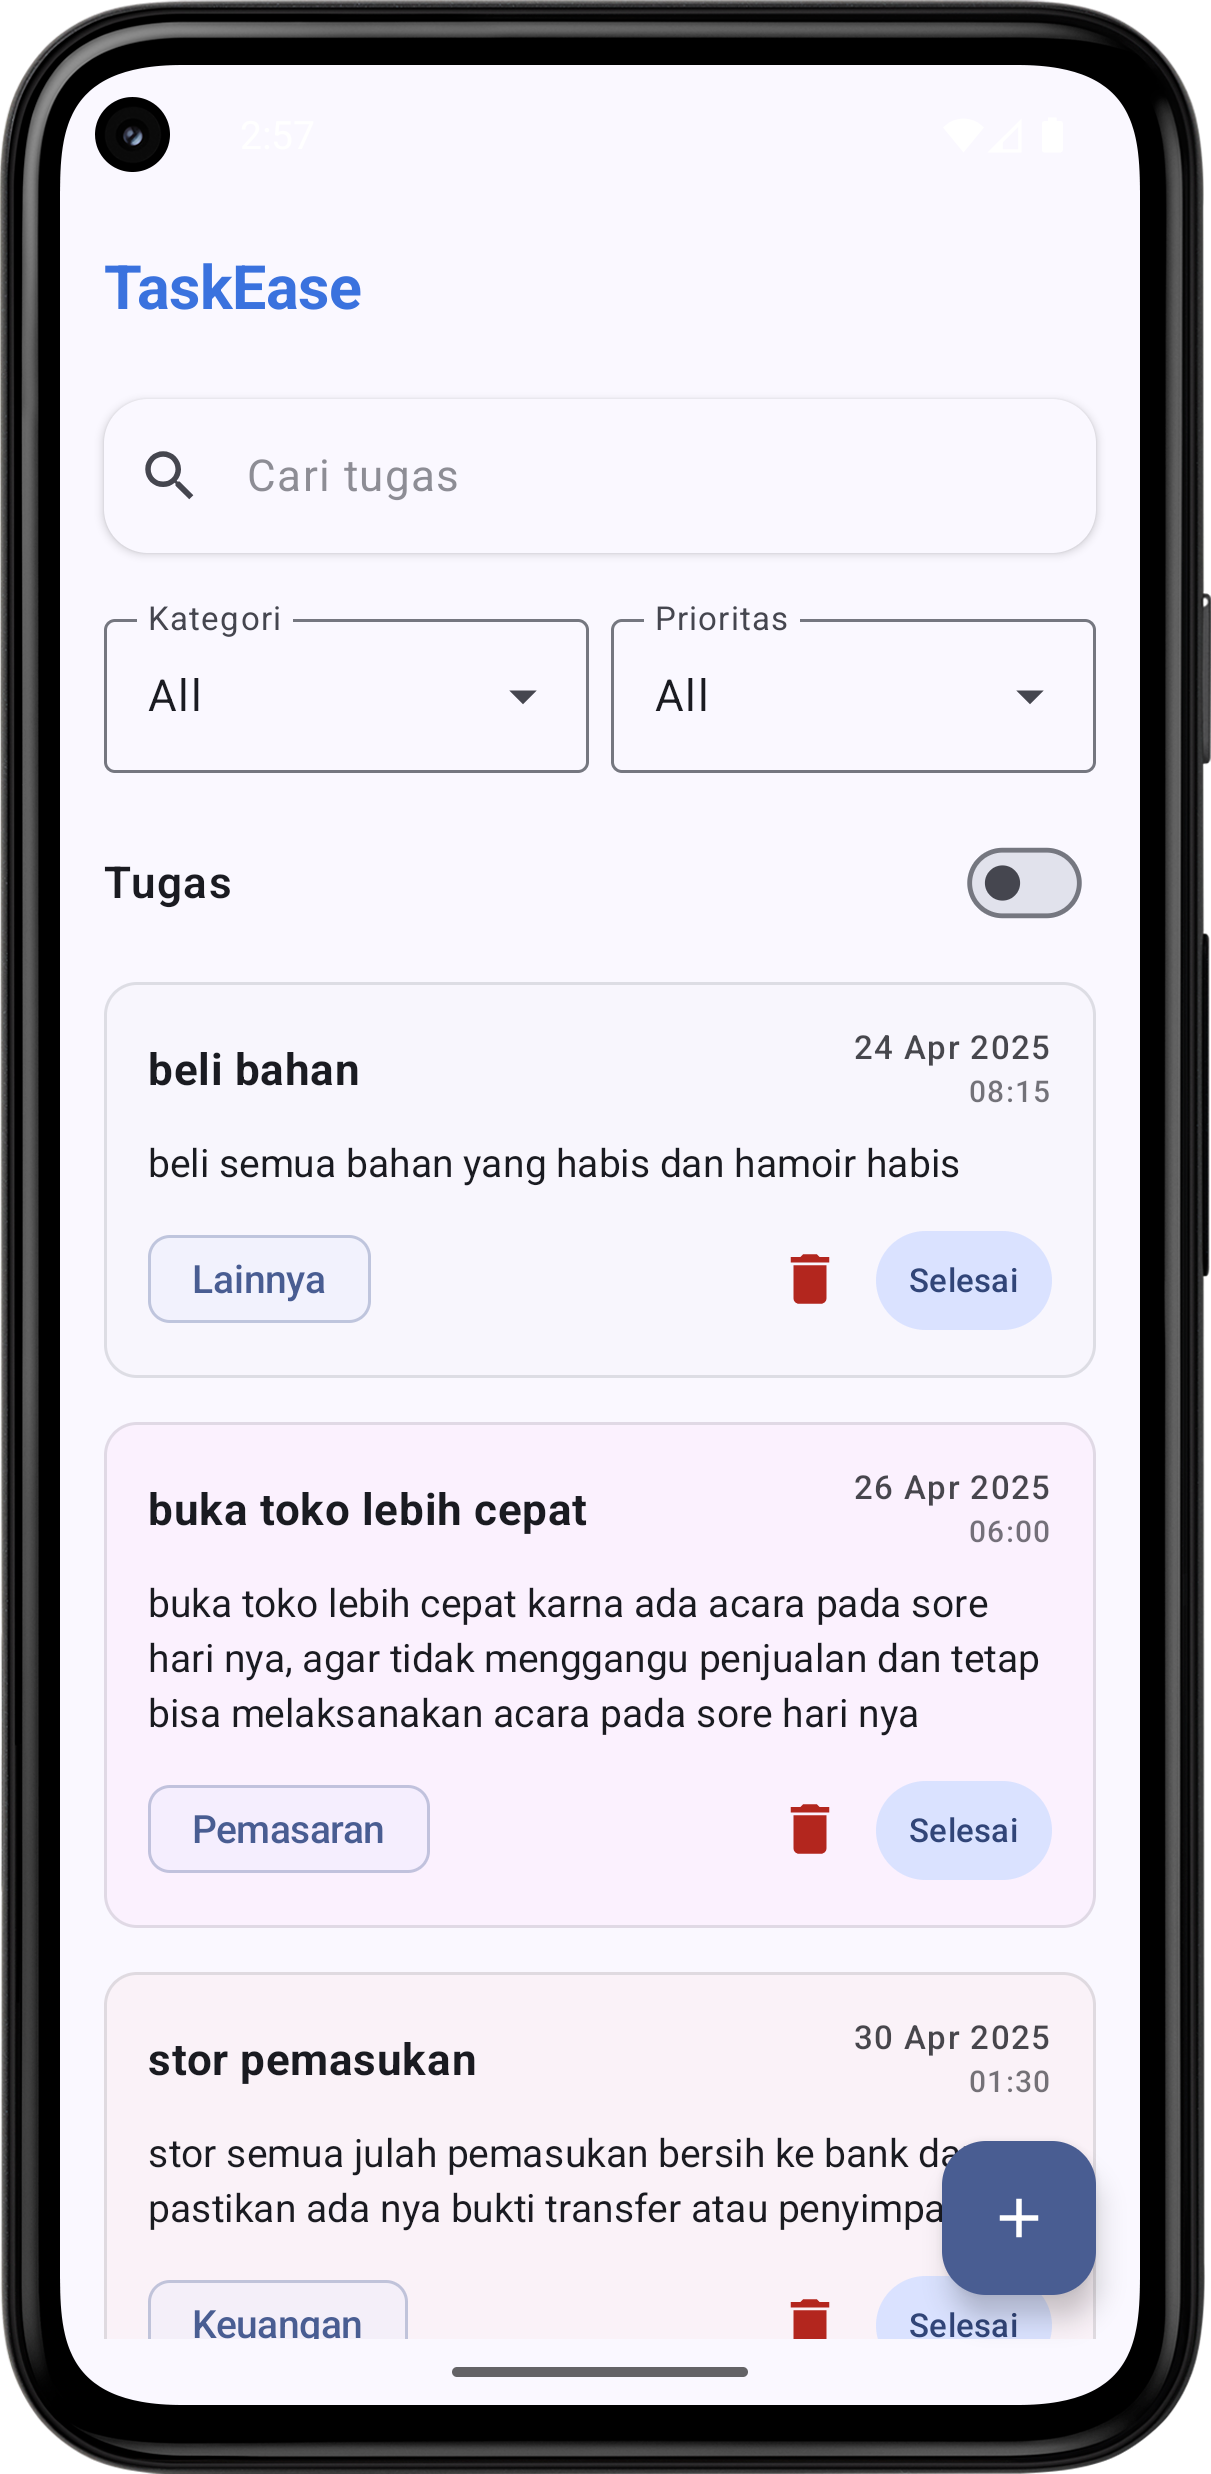 2:57
TaskEase
Cari tugas
Kategori
All
Prioritas
All
Tugas
beli bahan
24 Apr 2025
08:15
beli semua bahan yang habis dan hamoir habis
Lainnya
Selesai
buka toko lebih cepat
26 Apr 2025
06:00
buka toko lebih cepat karna ada acara pada sore
hari nya, agar tidak menggangu penjualan dan tetap
bisa melaksanakan acara pada sore hari nya
Pemasaran
Selesai
stor pemasukan
30 Apr 2025
01:30
stor semua julah pemasukan bersih ke bank
pastikan ada nya bukti transfer atau
Keuangan
Selesai